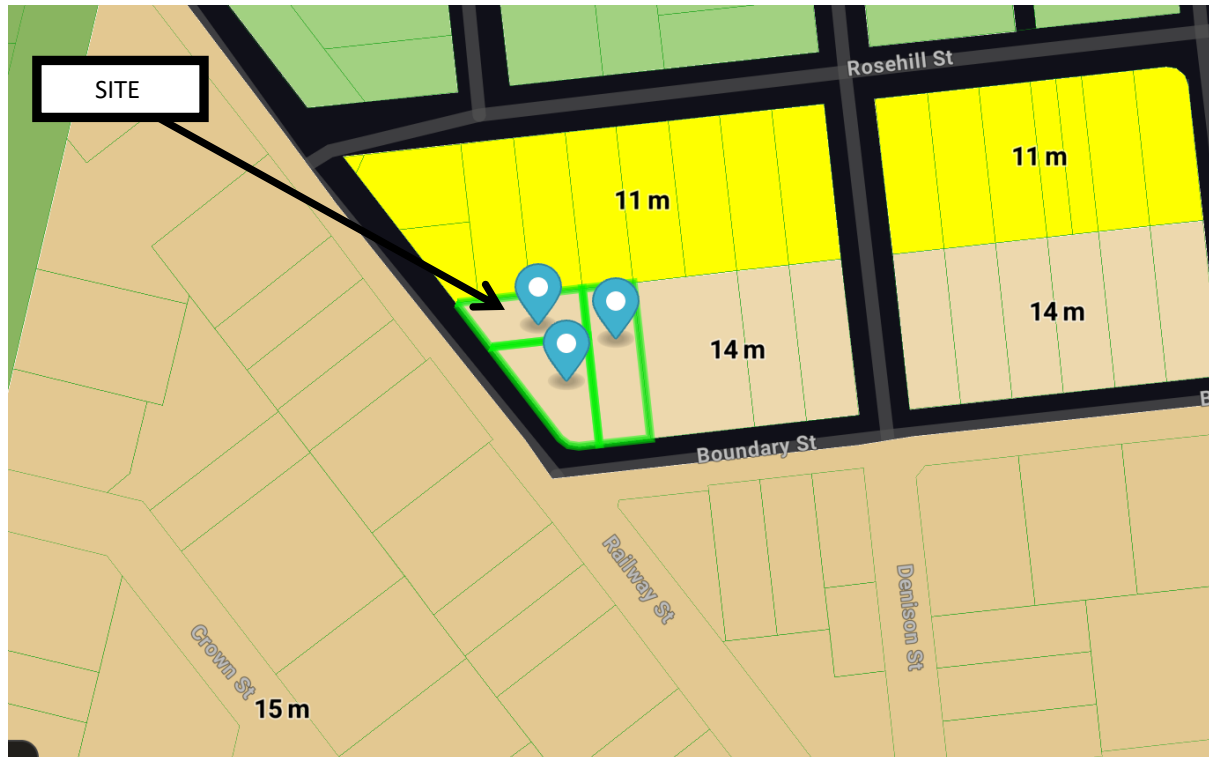 SITE
Rosehill St
11 m
11 m
14 m
14 m
Boundary St
B
Railway St
Denison St
Crown St
15 m